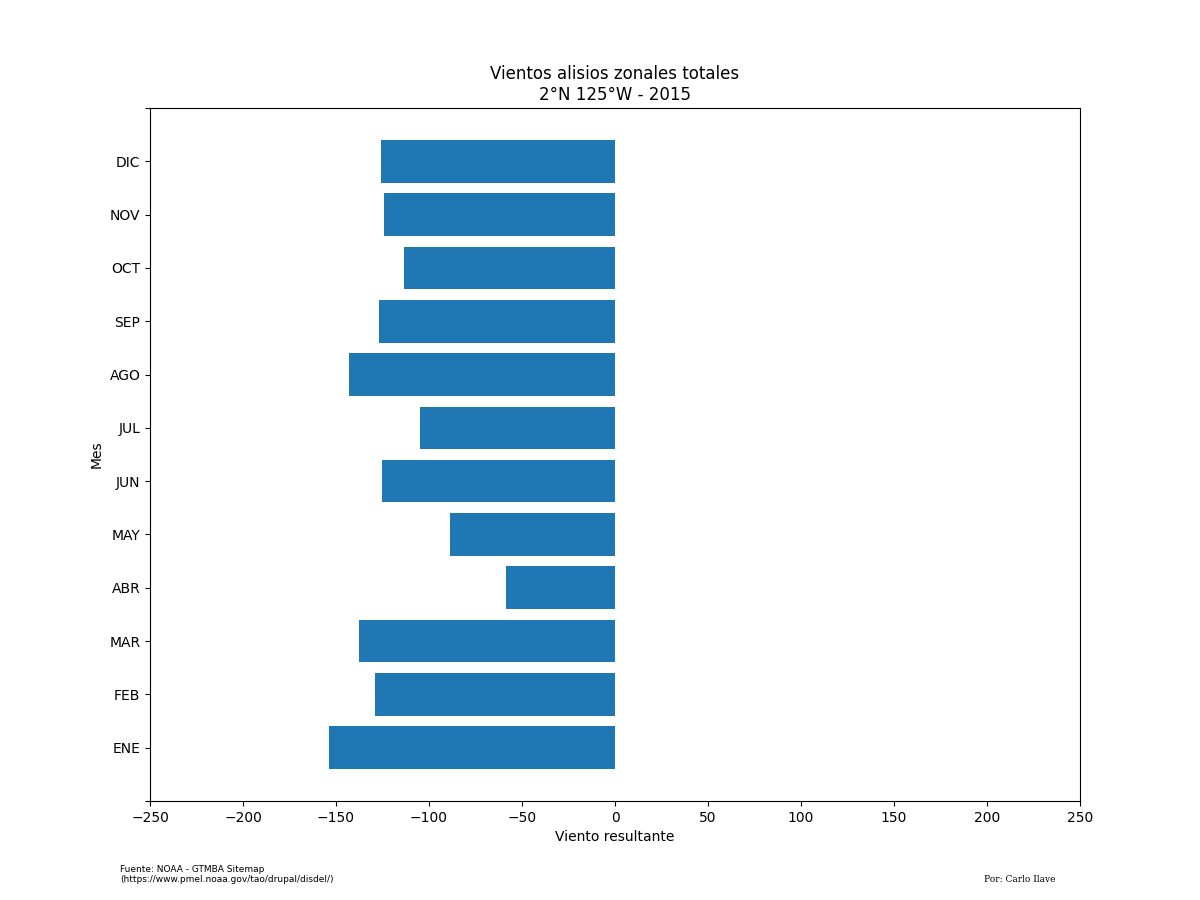 Vientos alisios zonales totales
2°N 125°W - 2015
DIC
NOV
OCT
SEP
AGO
JUL
JUN
MAY
ABR
MAR
FEB
ENE
Mes
−250 −200 −150 −100 −50 0 50 100 150 200 250
Viento resultante
Fuente: NOAA - GTMBA Sitemap
(https://www.pmel.noaa.gov/tao/drupal/disdel/)
Por: Carlo Ilave